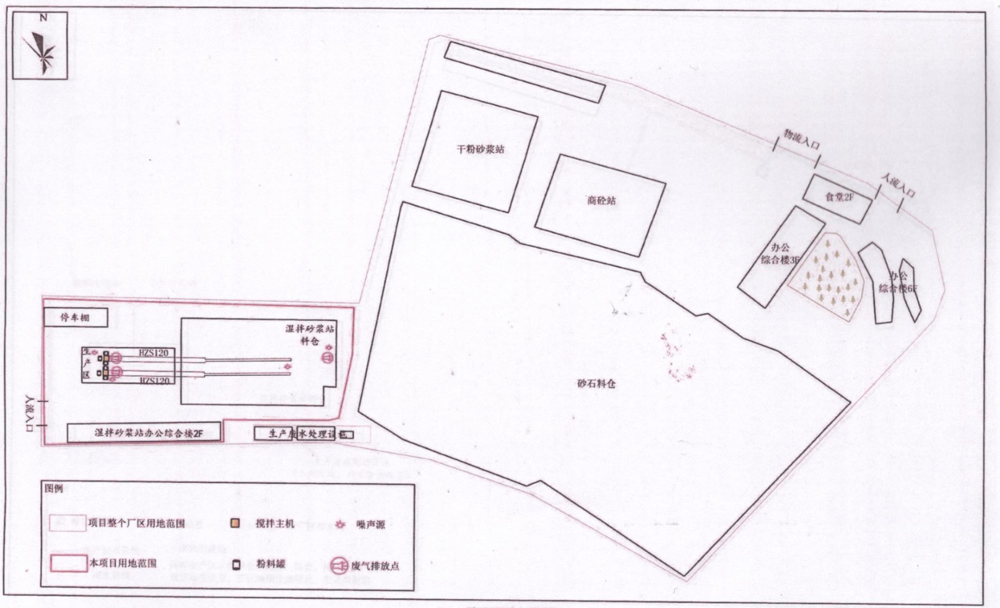 N
物流入口
人流入口
干粉砂浆站
商砼站
食堂2F
办公
综合楼3F
办公
综合楼6F
停车棚
湿拌砂浆站
料仓
生
产
区
HZS120
HZS120
砂石料仓
人流入口
湿拌砂浆站办公综合楼2F
生产废水处理设施
图例
项目整个厂区用地范围
搅拌主机
噪声源
本项目用地范围
粉料罐
废气排放点